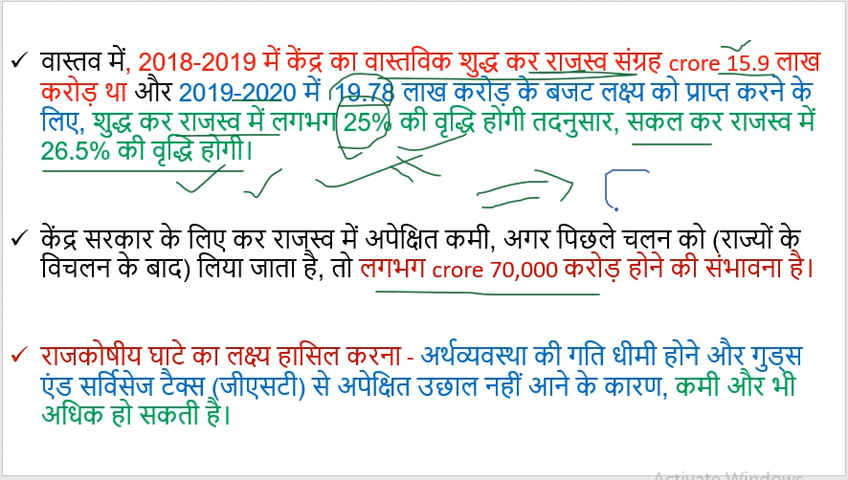 ✓ वास्तव में, 2018-2019 में केंद्र का वास्तविक शुद्ध कर राजस्व संग्रह crore 15.9 लाख
करोड़ था और 2019-2020 में 19.78 लाख करोड़ के बजट लक्ष्य को प्राप्त करने के
लिए, शुद्ध कर राजस्व में लगभग 25% की वृद्धि होगी तदनुसार, सकल कर राजस्व में
26.5% की वृद्धि होगी।
✓ केंद्र सरकार के लिए कर राजस्व में अपेक्षित कमी, अगर पिछले चलन को (राज्यों के
विचलन के बाद) लिया जाता है, तो लगभग crore 70,000 करोड़ होने की संभावना है।
✓ राजकोषीय घाटे का लक्ष्य हासिल करना - अर्थव्यवस्था की गति धीमी होने और गुड्स
एंड सर्विसेज टैक्स (जीएसटी) से अपेक्षित उछाल नहीं आने के कारण, कमी और भी
अधिक हो सकती है।
Activate Windows